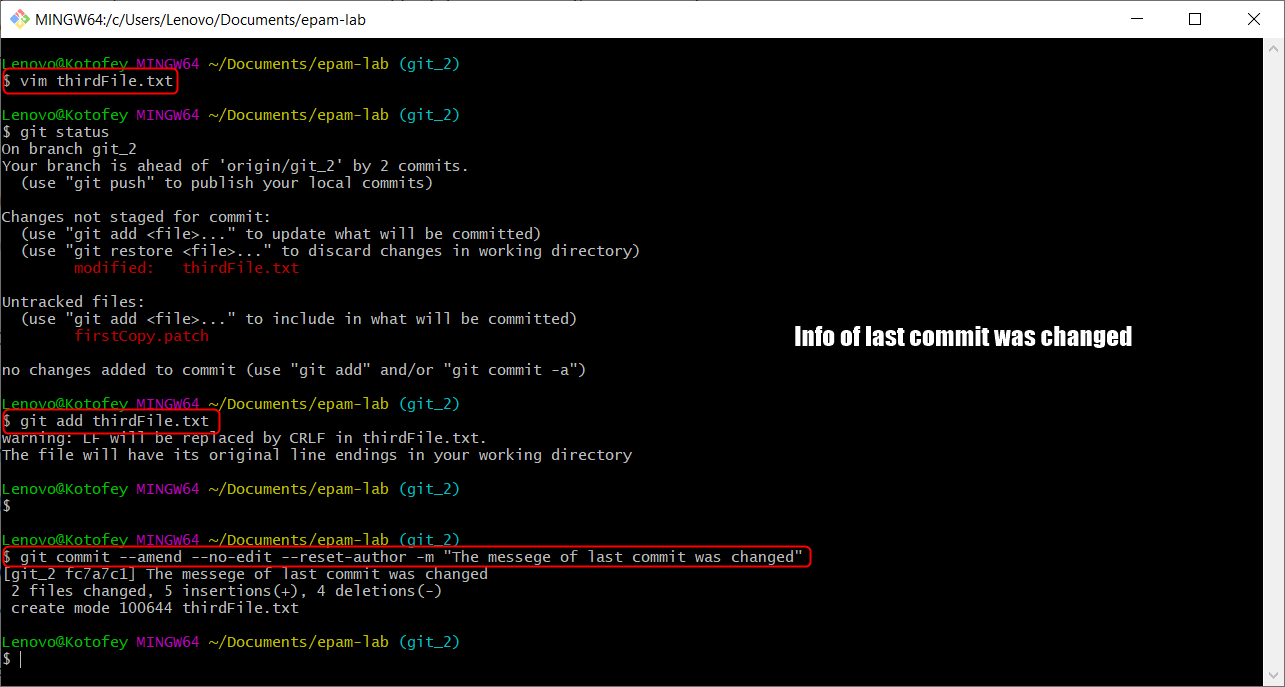 MINGW64:/c/Users/Lenovo/Documents/epam-lab
Lenovo@Kotofey MINGW64 ~/Documents/epam-lab (git_2)
$ vim thirdFile.txt
Lenovo@Kotofey MINGW64 ~/Documents/epam-lab (git_2)
$ git status
On branch git_2
Your branch is ahead of 'origin/git_2' by 2 commits.
  (use "git push" to publish your local commits)
Changes not staged for commit:
  (use "git add <file>..." to update what will be committed)
  (use "git restore <file>..." to discard changes in working directory)
        modified:   thirdFile.txt
Untracked files:
  (use "git add <file>..." to include in what will be committed)
        firstCopy.patch
Info of last commit was changed
no changes added to commit (use "git add" and/or "git commit -a")
Lenovo@Kotofey MINGW64 ~/Documents/epam-lab (git_2)
$ git add thirdFile.txt
warning: LF will be replaced by CRLF in thirdFile.txt.
The file will have its original line endings in your working directory
Lenovo@Kotofey MINGW64 ~/Documents/epam-lab (git_2)
$
Lenovo@Kotofey MINGW64 ~/Documents/epam-lab (git_2)
$ git commit --amend --no-edit --reset-author -m "The messege of last commit was changed"
[git_2 fc7a7c1] The messege of last commit was changed
 2 files changed, 5 insertions(+), 4 deletions(-)
 create mode 100644 thirdFile.txt
Lenovo@Kotofey MINGW64 ~/Documents/epam-lab (git_2)
$